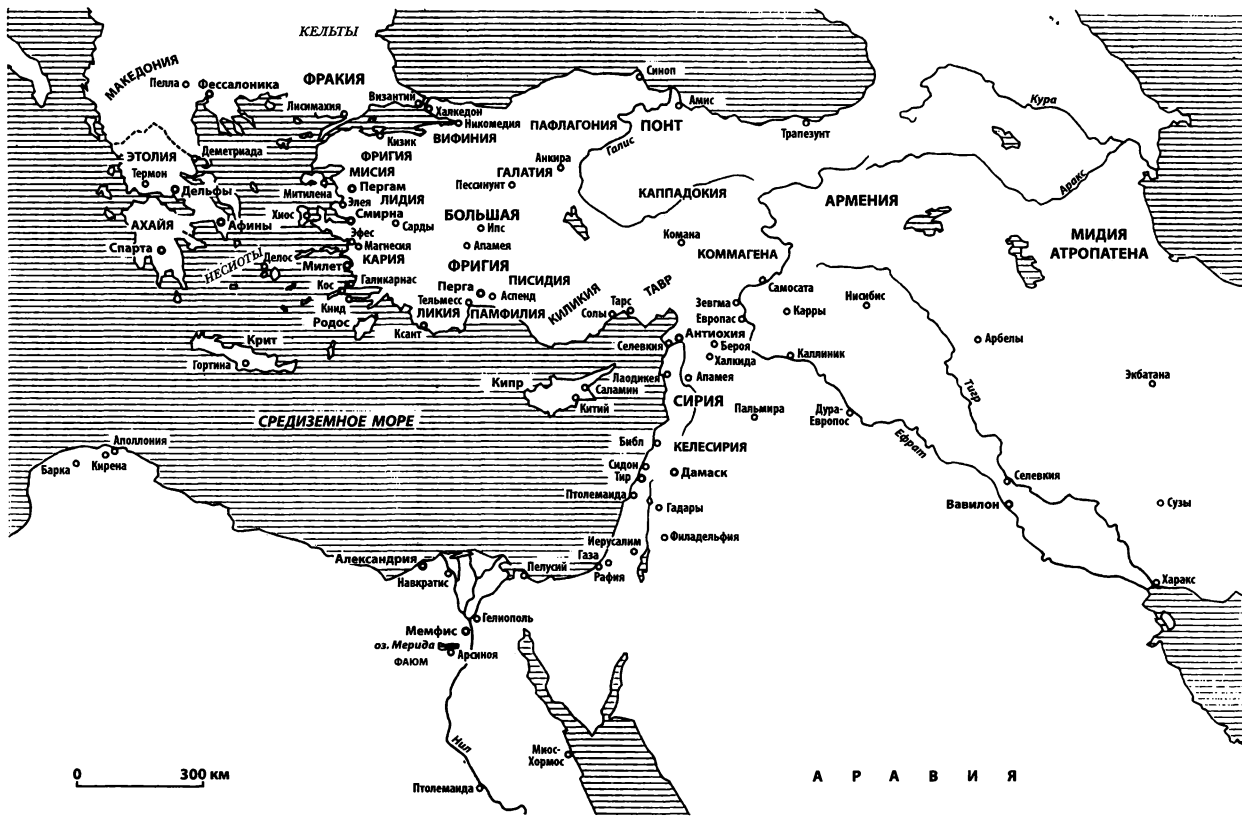 КЕЛЬТЫ
МАКЕДОНИЯ
Пелла
Фессалоника
ФРАКИЯ
Лисимахия
Византий
Халкедон
Никомедия
ВИФИНИЯ
Кизик
Синоп
Амис
ПАФЛАГОНИЯ
ПОНТ
Трапезунт
Кура
Аракс
Галис
ЭТОЛИЯ
Термон
Деметриада
Дельфы
ФРИГИЯ
МИСИЯ
Пергам
Митилена
ЛИДИЯ
Элея
Анкира
ГАЛАТИЯ
Пессинунт
КАППАДОКИЯ
АРМЕНИЯ
АХАЙЯ
Афины
Спарта
Хиос
Смирна
Сарды
Эфес
Магнесия
БОЛЬШАЯ
Ипс
Апамея
ФРИГИЯ
Комана
КОММАГЕНА
МИДИЯ
АТРОПАТЕНА
НЕСИОТЫ
Делос
Милет
КАРИЯ
Галикарнас
Кос
Книд
Родос
ПИСИДИЯ
Перга
Аспенд
Тельмесс
ЛИКИЯ
ПАМФИЛИЯ
Ксант
КИЛИКИЯ
ТАВР
Тарс
Солы
Самосата
Зевгма
Европас
Карры
Нисибис
Арбелы
Экбатана
Крит
Гортина
Антиохия
Селевкия
Бероя
Халкида
Каллиник
Лаодикея
Апамея
Кипр
Саламин
Китий
СИРИЯ
Пальмира
Дура-
Европос
Тигр
Ефрат
СРЕДИЗЕМНОЕ МОРЕ
Библ
КЕЛЕСИРИЯ
Аполлония
Кирена
Барка
Сидон
Тир
Дамаск
Птолемаида
Гадары
Селевкия
Вавилон
Сузы
Филадельфия
Иерусалим
Газа
Рафия
Александрия
Навкратис
Пелусий
Харакс
Гелиополь
Мемфис
оз. Мерида
Арсиноя
ФАЮМ
Нил
Миос-
Хормос
Птолемаида
АРАВИЯ
0 300 км